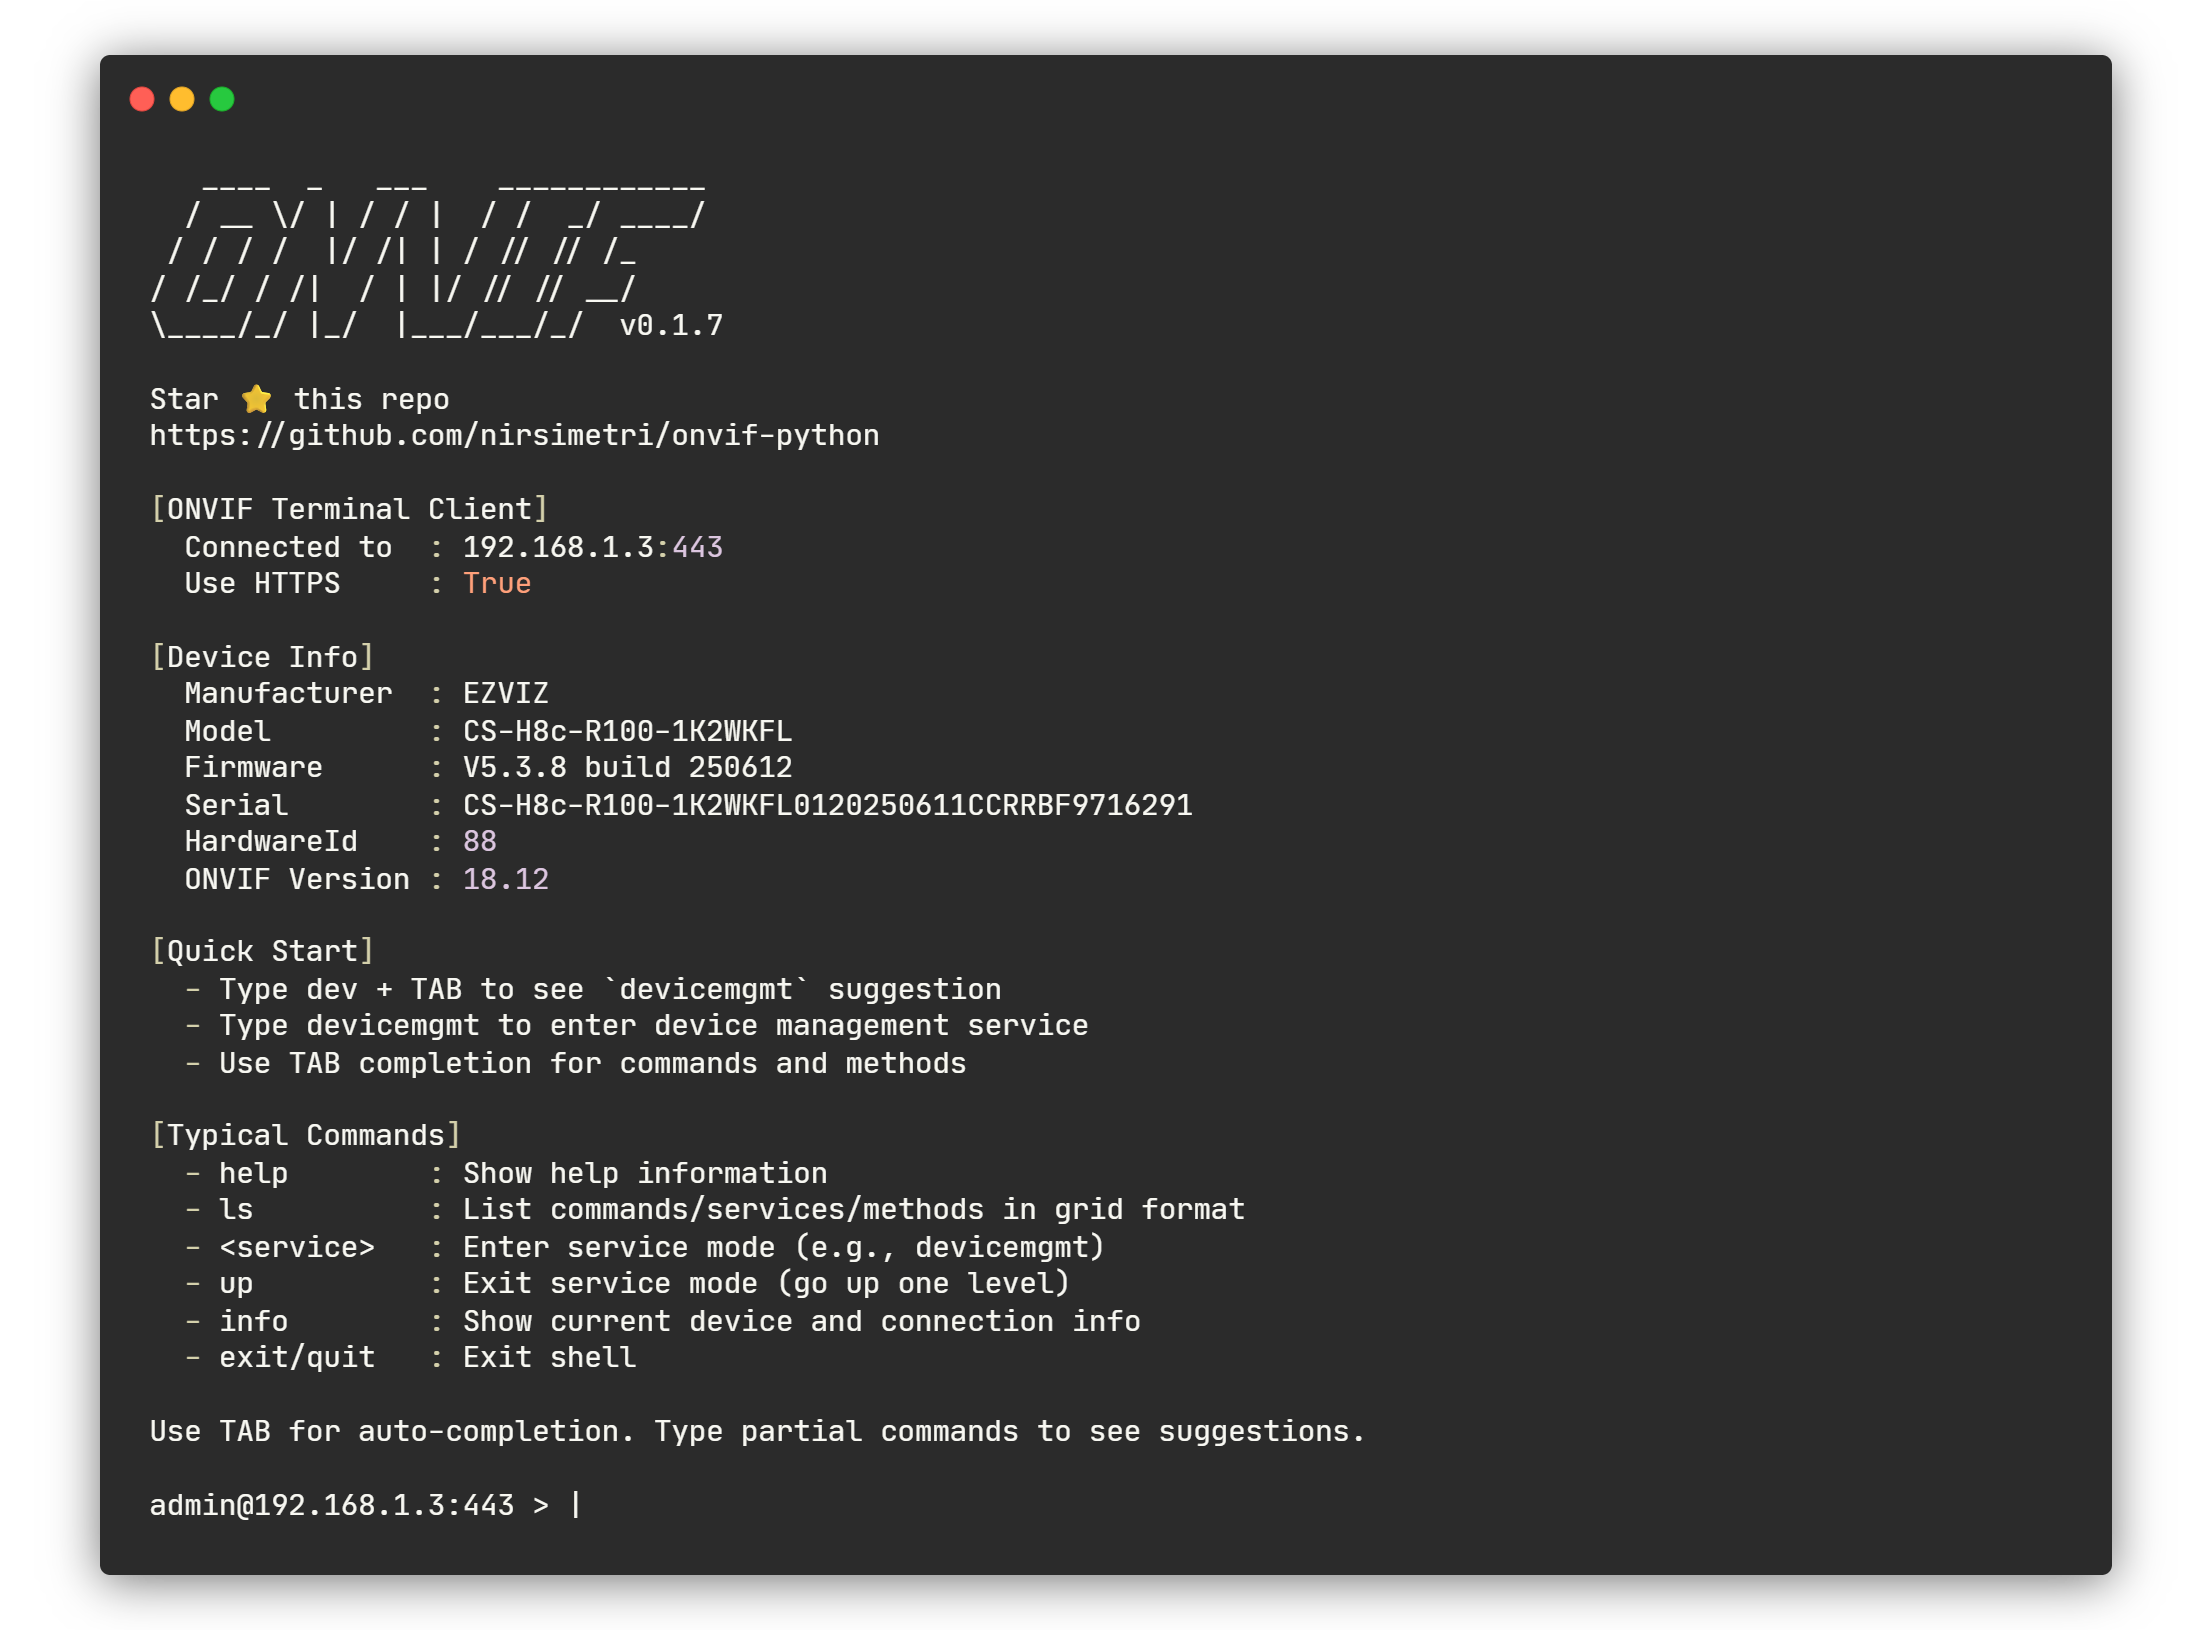 ____  _   ___    ____________
  / __ \/ | / / |  / /  _/ ____/
 / / / /  |/ /| | / // // /_
/ /_/ / /|  / | |/ // // __/
\____/_/ |_/  |___/___/_/  v0.1.7
Star ⭐ this repo
https://github.com/nirsimetri/onvif-python
[ONVIF Terminal Client]
  Connected to  : 192.168.1.3:443
  Use HTTPS     : True
[Device Info]
  Manufacturer  : EZVIZ
  Model         : CS-H8c-R100-1K2WKFL
  Firmware      : V5.3.8 build 250612
  Serial        : CS-H8c-R100-1K2WKFL0120250611CCRRBF9716291
  HardwareId    : 88
  ONVIF Version : 18.12
[Quick Start]
  - Type dev + TAB to see `devicemgmt` suggestion
  - Type devicemgmt to enter device management service
  - Use TAB completion for commands and methods
[Typical Commands]
  - help        : Show help information
  - ls          : List commands/services/methods in grid format
  - <service>   : Enter service mode (e.g., devicemgmt)
  - up          : Exit service mode (go up one level)
  - info        : Show current device and connection info
  - exit/quit   : Exit shell
Use TAB for auto-completion. Type partial commands to see suggestions.
admin@192.168.1.3:443 > |